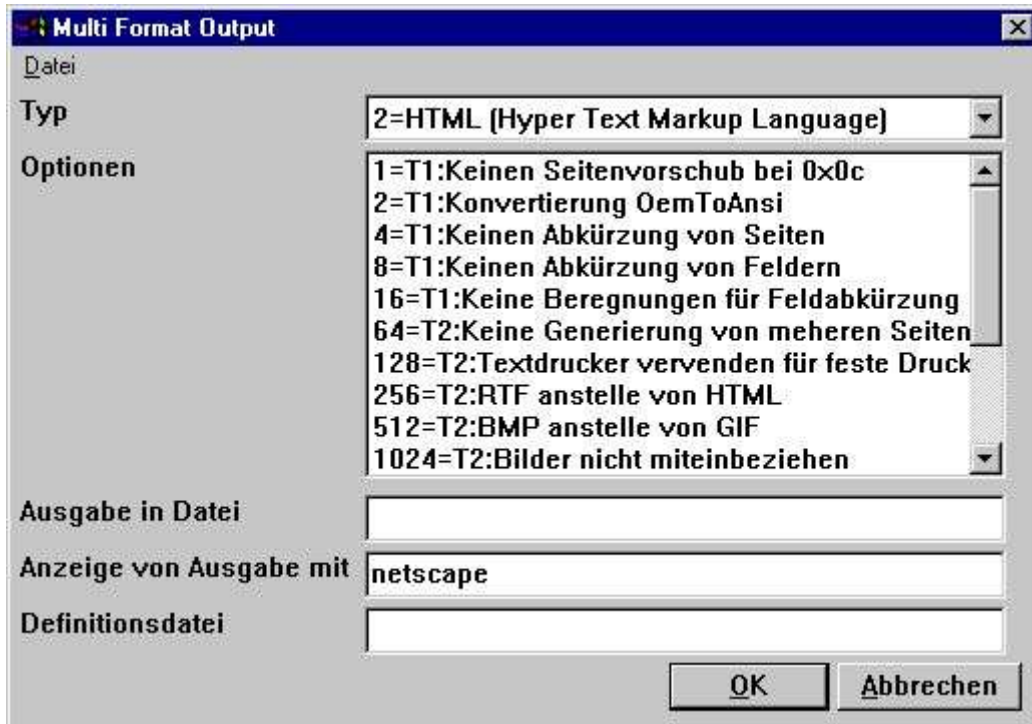 Multi Format Output
Datei
Typ
2=HTML (Hyper Text Markup Language)
Optionen
1=T1:Keinen Seitenvorschub bei 0x0c
2=T1:Konvertierung OemToAnsi
4=T1:Keinen Abkürzung von Seiten
8=T1:Keinen Abkürzung von Feldern
16=T1:Keine Beregnungen für Feldabkürzung
64=T2:Keine Generierung von meheren Seiten
128=T2:Textdrucker vervenden für feste Druck
256=T2:RTF anstelle von HTML
512=T2:BMP anstelle von GIF
1024=T2:Bilder nicht miteinbeziehen
Ausgabe in Datei
Anzeige von Ausgabe mit netscape
Definitionsdatei
OK Abbrechen